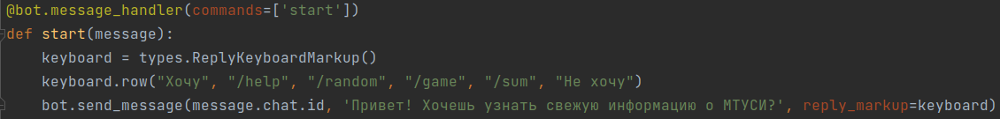 @bot.message_handler(commands=['start'])
def start(message):
    keyboard = types.ReplyKeyboardMarkup()
    keyboard.row("Хочу", "/help", "/random", "/game", "/sum", "Не хочу")
    bot.send_message(message.chat.id, 'Привет! Хочешь узнать свежую информацию о МТУСИ?', reply_markup=keyboard)